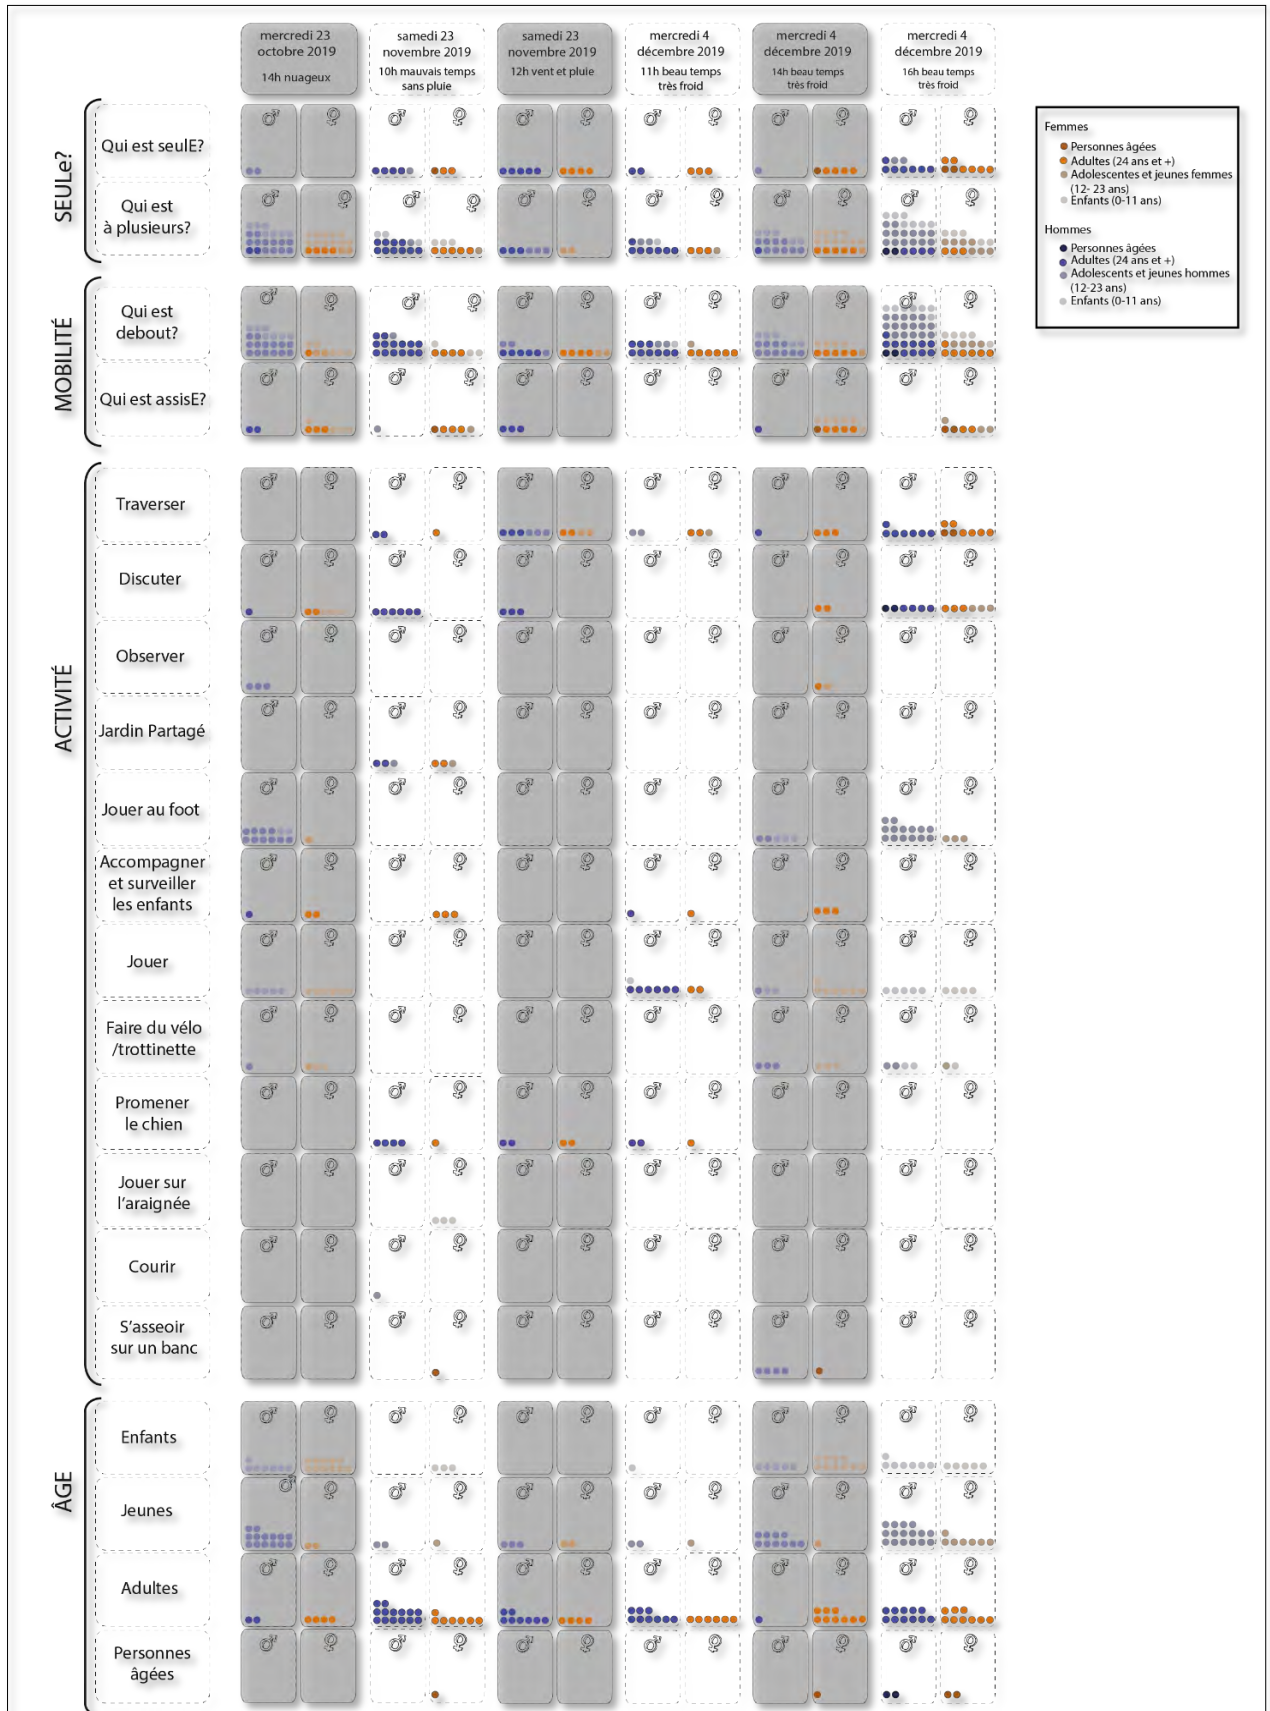 mercredi 23
octobre 2019
14h nuageux
samedi 23
novembre 2019
10h mauvais temps
sans pluie
samedi 23
novembre 2019
12h vent et pluie
mercredi 4
décembre 2019
11h beau temps
très froid
mercredi 4
décembre 2019
14h beau temps
très froid
mercredi 4
décembre 2019
16h beau temps
très froid
SEULe?
Qui est seulE?
Qui est
à plusieurs?
MOBILITÉ
Qui est
debout?
Qui est assisE?
ACTIVITÉ
Traverser
Discuter
Observer
Jardin Partagé
Jouer au foot
Accompagner
et surveiller
les enfants
Jouer
Faire du vélo
/trottinette
Promener
le chien
Jouer sur
l'araignée
Courir
S'asseoir
sur un banc
ÂGE
Enfants
Jeunes
Adultes
Personnes
âgées
Femmes
Personnes âgées
Adultes (24 ans et +)
Adolescentes et jeunes femmes
(12- 23 ans)
Enfants (0-11 ans)
Hommes
Personnes âgées
Adultes (24 ans et +)
Adolescents et jeunes hommes
(12-23 ans)
Enfants (0-11 ans)